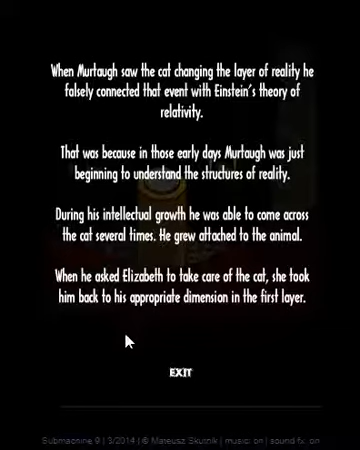 When Murtaugh saw the cat changing the layer of reality he
falsely connected that event with Einstein's theory of
relativity.
That was because in those early days Murtaugh was just
beginning to understand the structures of reality.
During his intellectual growth he was able to come across
the cat several times. He grew attached to the animal.
When he asked Elizabeth to take care of the cat, she took
him back to his appropriate dimension in the first layer.
EXIT
Submachine 9 | 3/2014 | © Mateusz Skutnik | music: on | sound fx: on